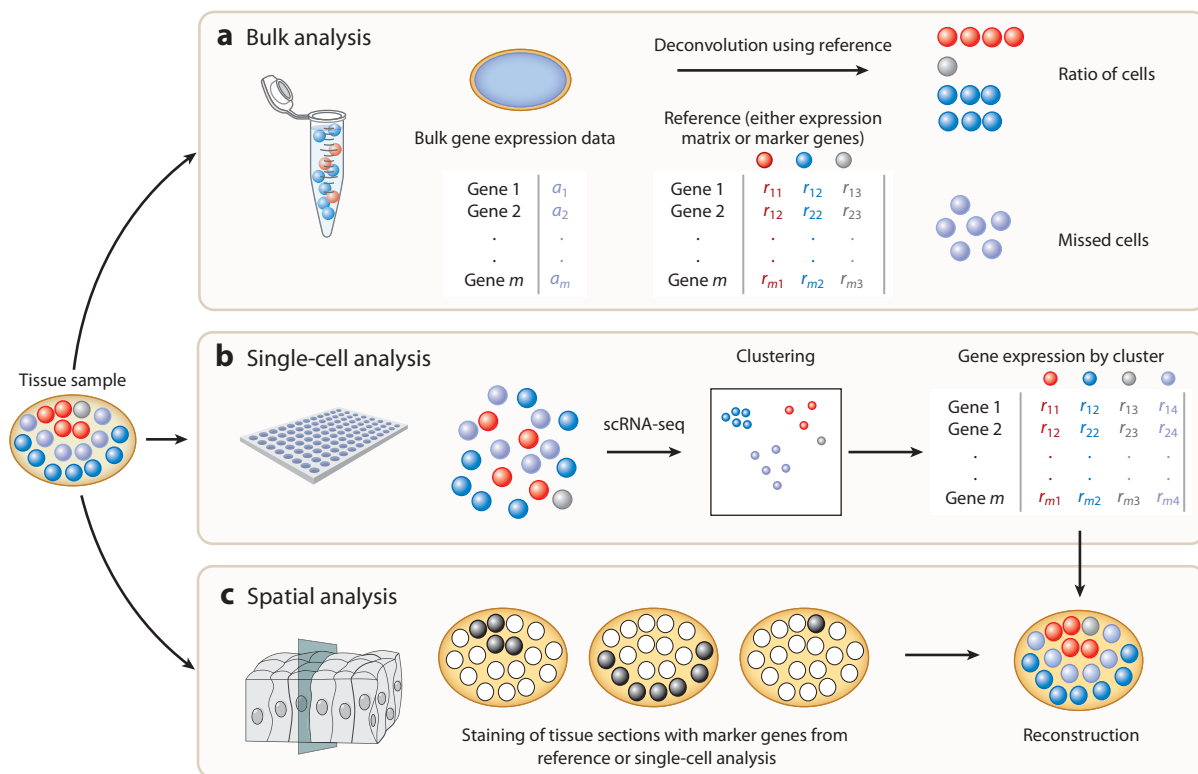 a Bulk analysis
Deconvolution using reference
Ratio of cells
Bulk gene expression data
Reference (either expression
matrix or marker genes)
Gene 1 a1
Gene 2 a2
. .
. .
Gene m am
Gene 1 r11 r12 r13
Gene 2 r12 r22 r23
. . . .
. . . .
Gene m rm1 rm2 rm3
Missed cells
Tissue sample
b Single-cell analysis
scRNA-seq
Clustering
Gene expression by cluster
Gene 1 r11 r12 r13 r14
Gene 2 r12 r22 r23 r24
. . . . .
. . . . .
Gene m rm1 rm2 rm3 rm4
c Spatial analysis
Staining of tissue sections with marker genes from
reference or single-cell analysis
Reconstruction